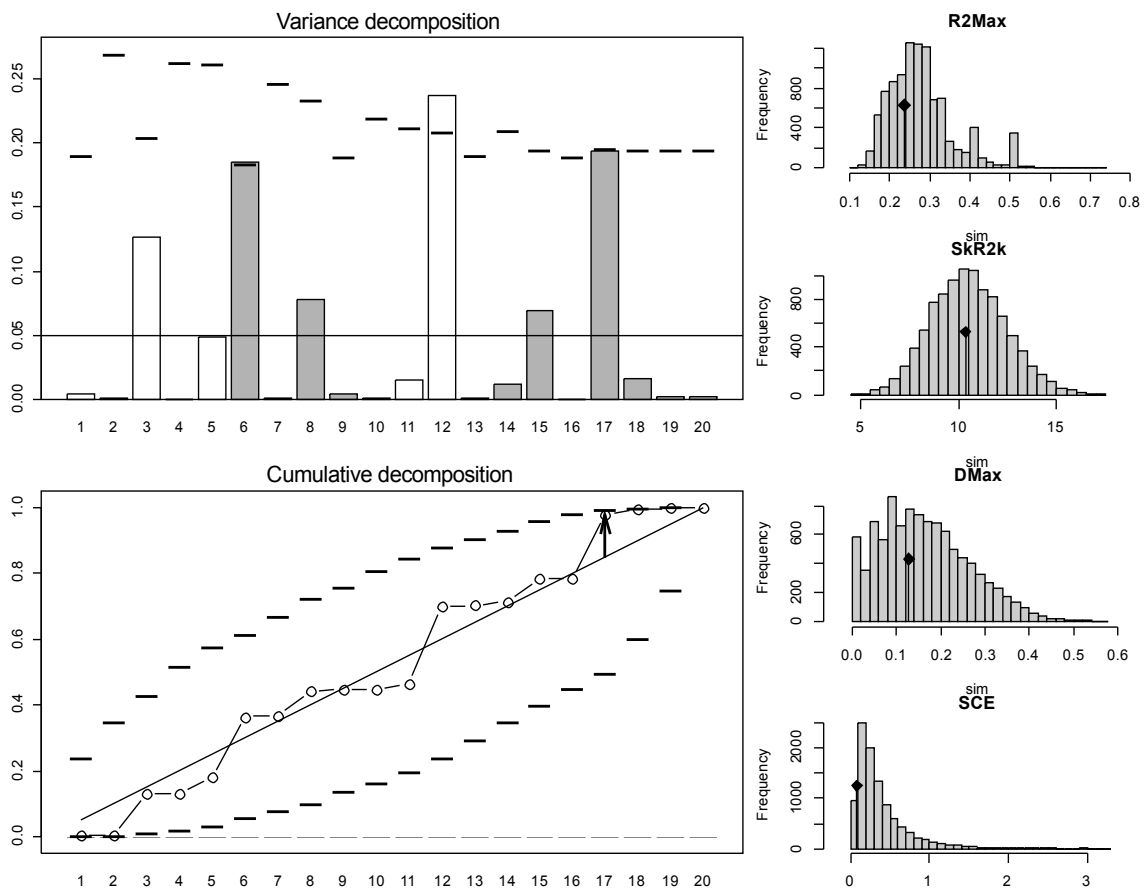 Variance decomposition
0.25
0.20
0.15
0.10
0.05
0.00
1 2 3 4 5 6 7 8 9 10 11 12 13 14 15 16 17 18 19 20
Cumulative decomposition
1.0
0.8
0.6
0.4
0.2
0.0
1 2 3 4 5 6 7 8 9 10 11 12 13 14 15 16 17 18 19 20
R2Max
Frequency
800
400
0
0.1 0.2 0.3 0.4 0.5 0.6 0.7 0.8
sim
SkR2k
Frequency
800
400
0
5 10 15
sim
DMax
Frequency
600
400
200
0
0.0 0.1 0.2 0.3 0.4 0.5 0.6
sim
SCE
Frequency
2000
1000
0
0 1 2 3